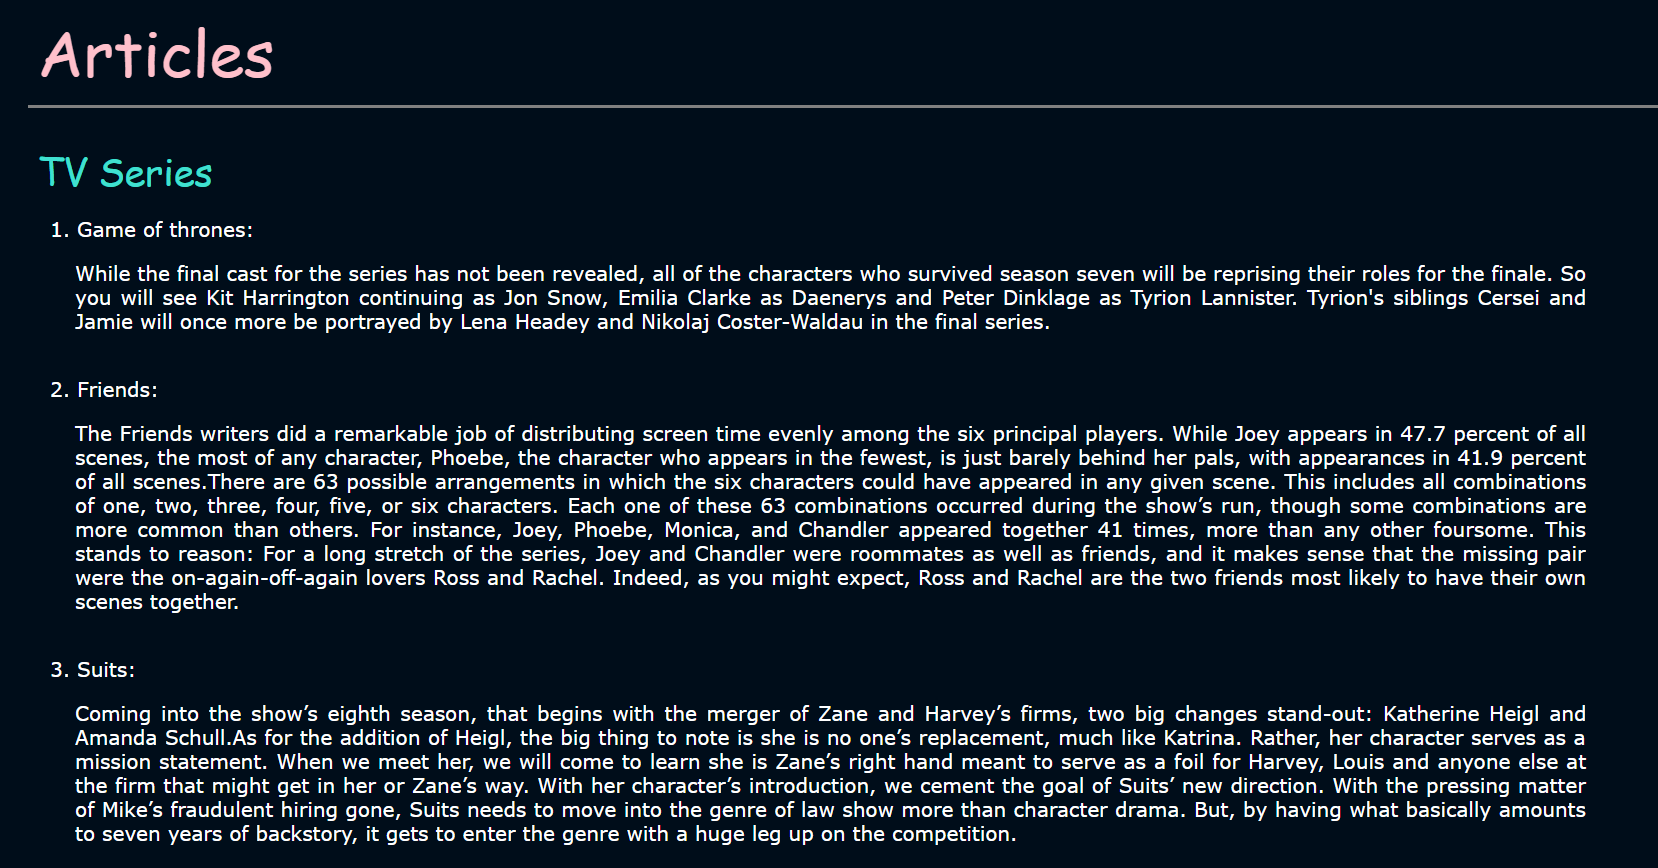 Articles
TV Series
1. Game of thrones:
While the final cast for the series has not been revealed, all of the characters who survived season seven will be reprising their roles for the finale. So
you will see Kit Harrington continuing as Jon Snow, Emilia Clarke as Daenerys and Peter Dinklage as Tyrion Lannister. Tyrion's siblings Cersei and
Jamie will once more be portrayed by Lena Headey and Nikolaj Coster-Waldau in the final series.
2. Friends:
The Friends writers did a remarkable job of distributing screen time evenly among the six principal players. While Joey appears in 47.7 percent of all
scenes, the most of any character, Phoebe, the character who appears in the fewest, is just barely behind her pals, with appearances in 41.9 percent
of all scenes.There are 63 possible arrangements in which the six characters could have appeared in any given scene. This includes all combinations
of one, two, three, four, five, or six characters. Each one of these 63 combinations occurred during the show’s run, though some combinations are
more common than others. For instance, Joey, Phoebe, Monica, and Chandler appeared together 41 times, more than any other foursome. This
stands to reason: For a long stretch of the series, Joey and Chandler were roommates as well as friends, and it makes sense that the missing pair
were the on-again-off-again lovers Ross and Rachel. Indeed, as you might expect, Ross and Rachel are the two friends most likely to have their own
scenes together.
3. Suits:
Coming into the show’s eighth season, that begins with the merger of Zane and Harvey’s firms, two big changes stand-out: Katherine Heigl and
Amanda Schull.As for the addition of Heigl, the big thing to note is she is no one’s replacement, much like Katrina. Rather, her character serves as a
mission statement. When we meet her, we will come to learn she is Zane’s right hand meant to serve as a foil for Harvey, Louis and anyone else at
the firm that might get in her or Zane’s way. With her character’s introduction, we cement the goal of Suits’ new direction. With the pressing matter
of Mike’s fraudulent hiring gone, Suits needs to move into the genre of law show more than character drama. But, by having what basically amounts
to seven years of backstory, it gets to enter the genre with a huge leg up on the competition.